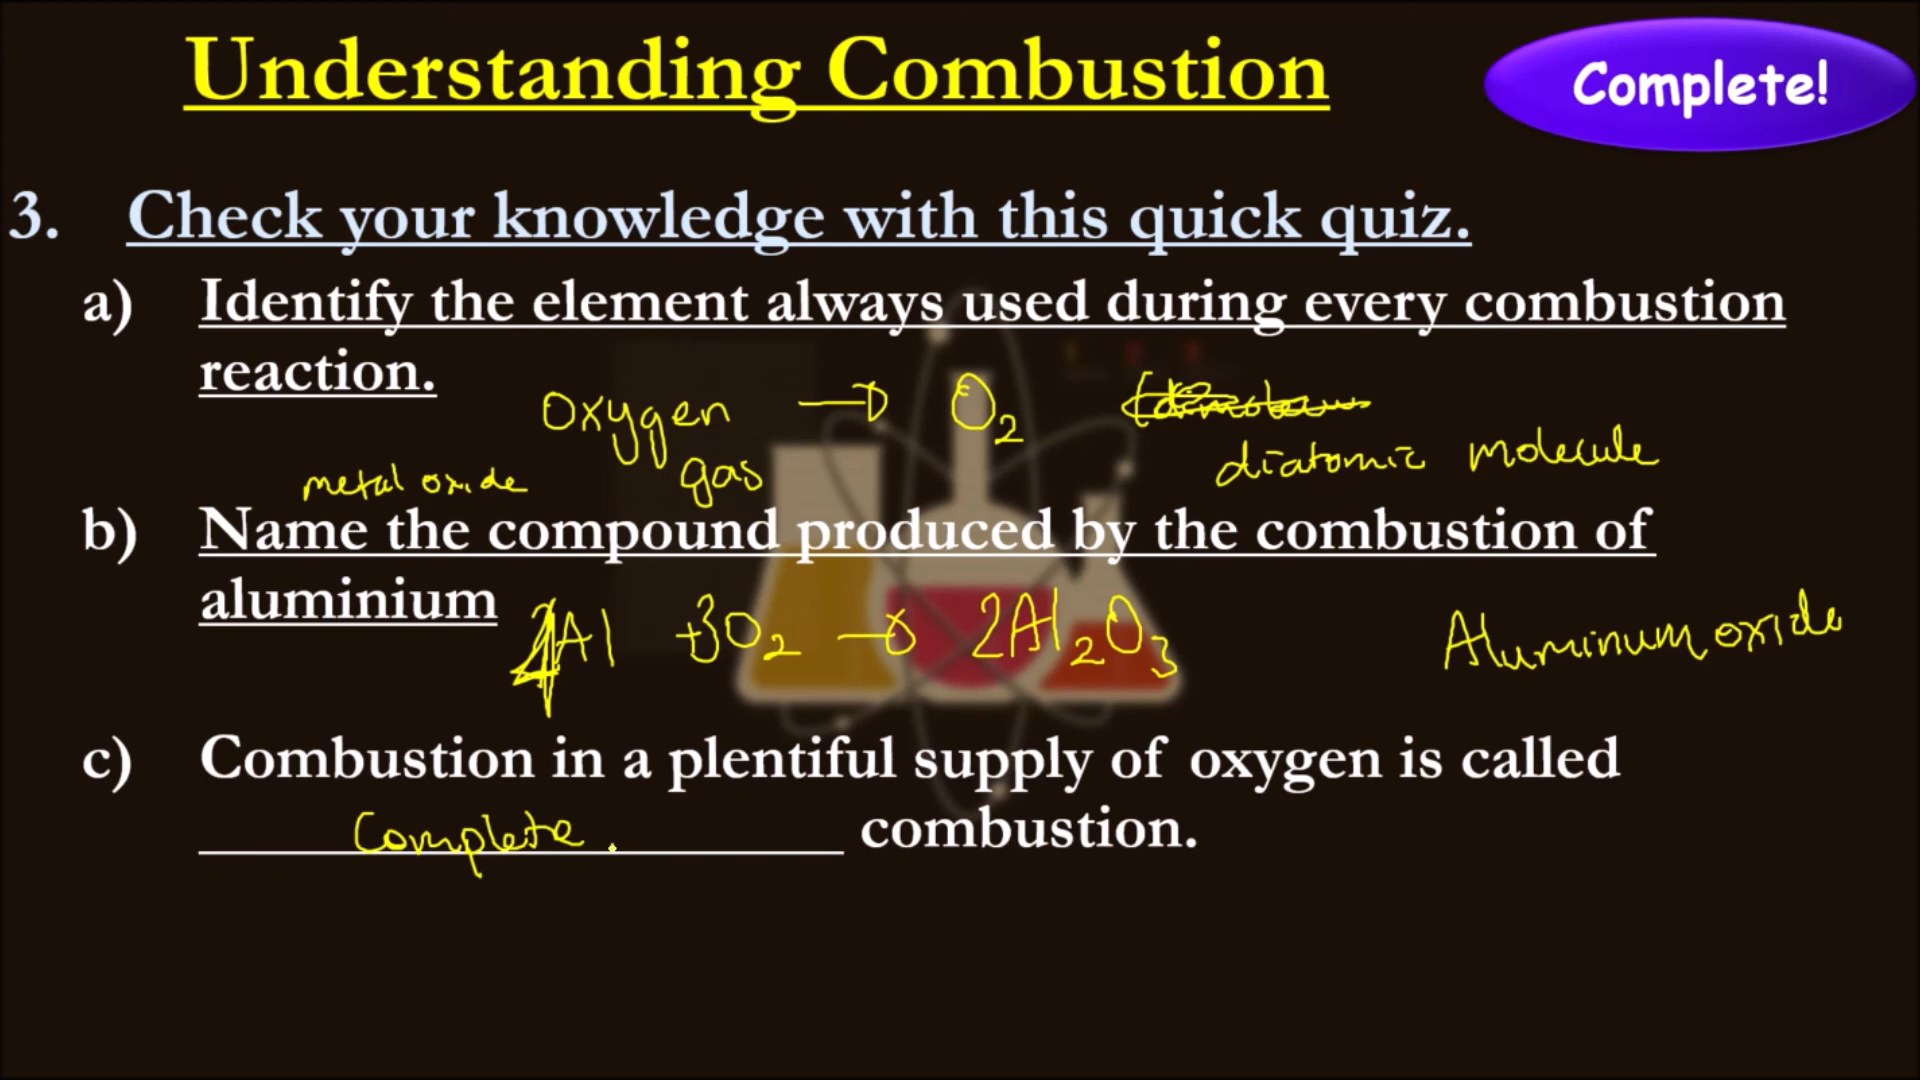 Understanding Combustion
Complete!
3. Check your knowledge with this quick quiz.
a) Identify the element always used during every combustion
reaction.
Oxygen → O₂
gas
diatomic molecule
metal oxide
b) Name the compound produced by the combustion of
aluminium
4Al + 3O₂ → 2Al₂O₃
Aluminum oxide
c) Combustion in a plentiful supply of oxygen is called
Complete combustion.